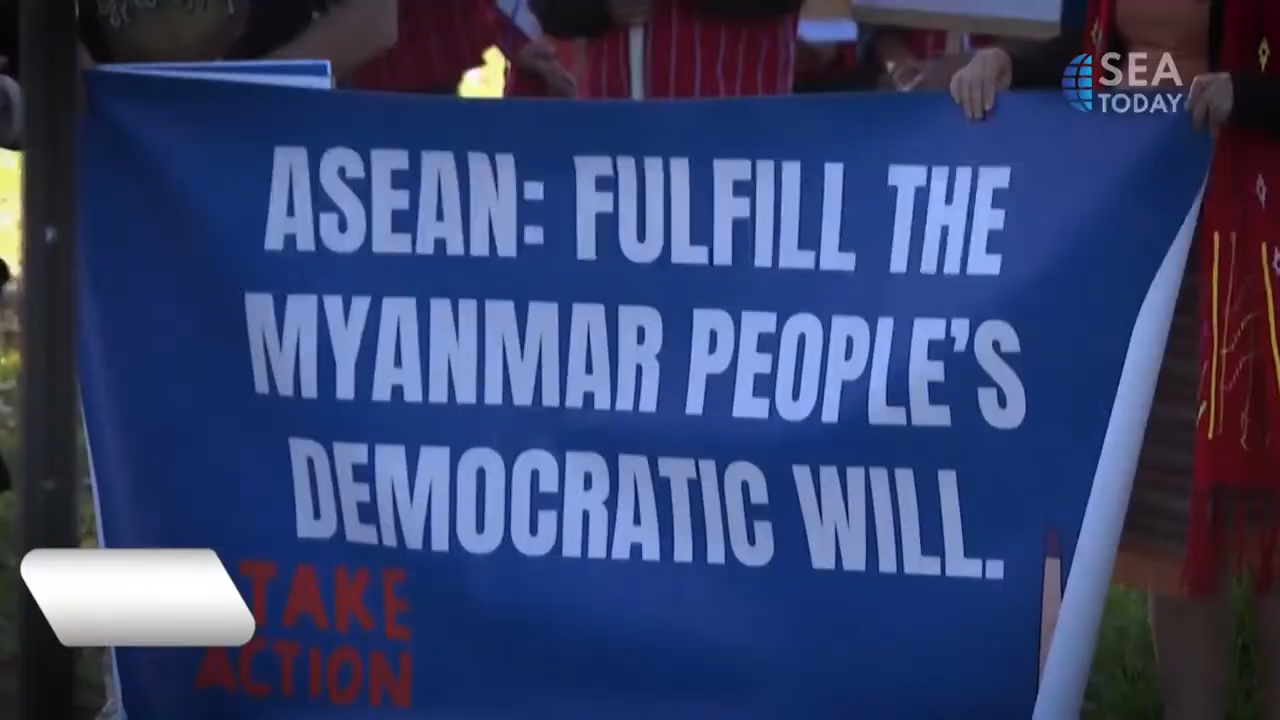 SEA
TODAY
ASEAN: FULFILL THE
MYANMAR PEOPLE'S
DEMOCRATIC WILL.
TAKE
ACTION